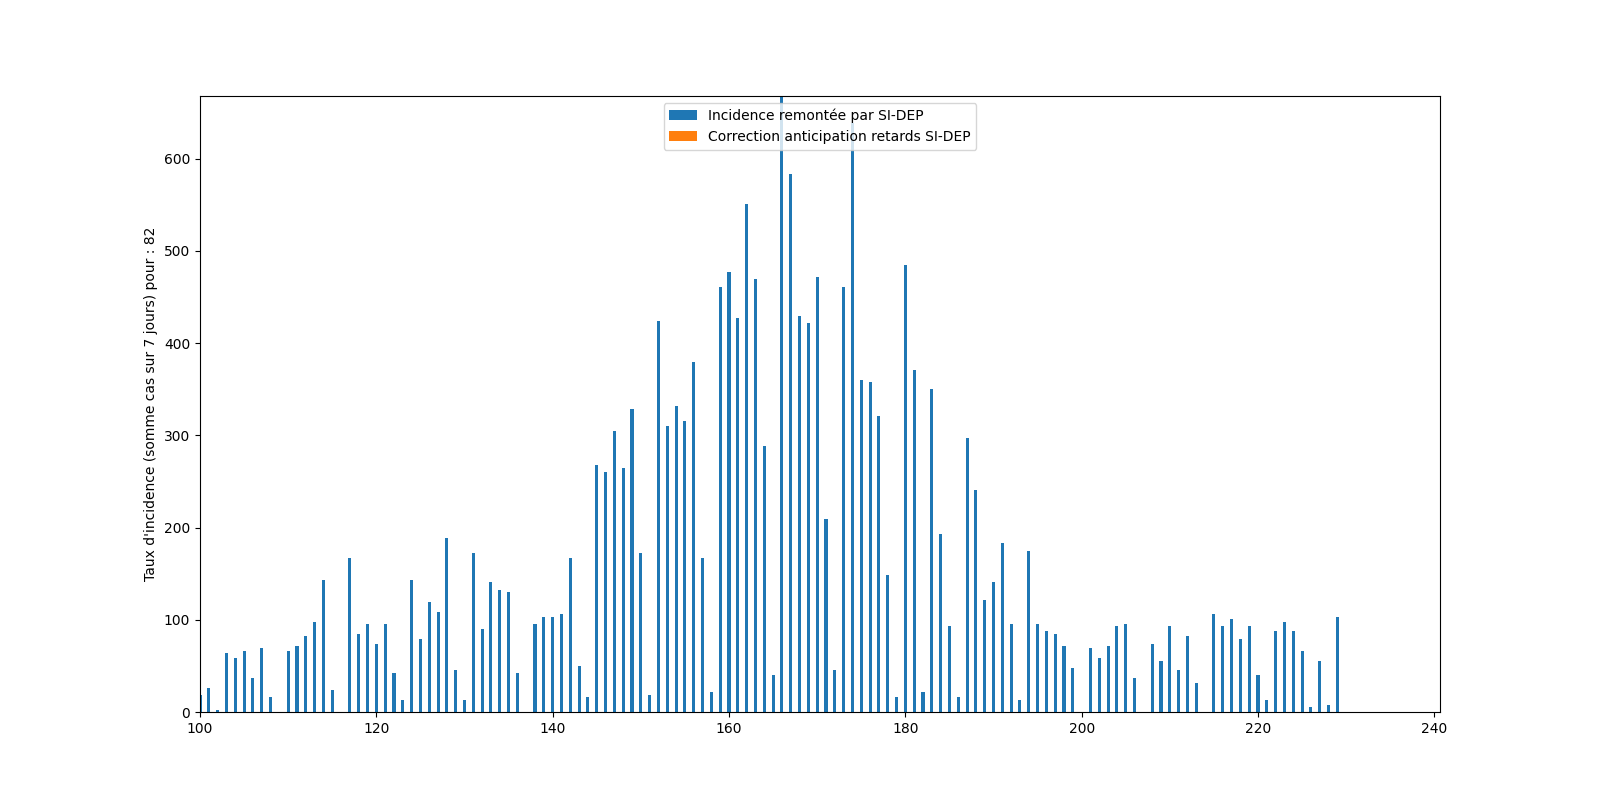 Incidence remontée par SI-DEP
Correction anticipation retards SI-DEP
Taux d'incidence (somme cas sur 7 jours) pour : 82
600
500
400
300
200
100
0
100 120 140 160 180 200 220 240